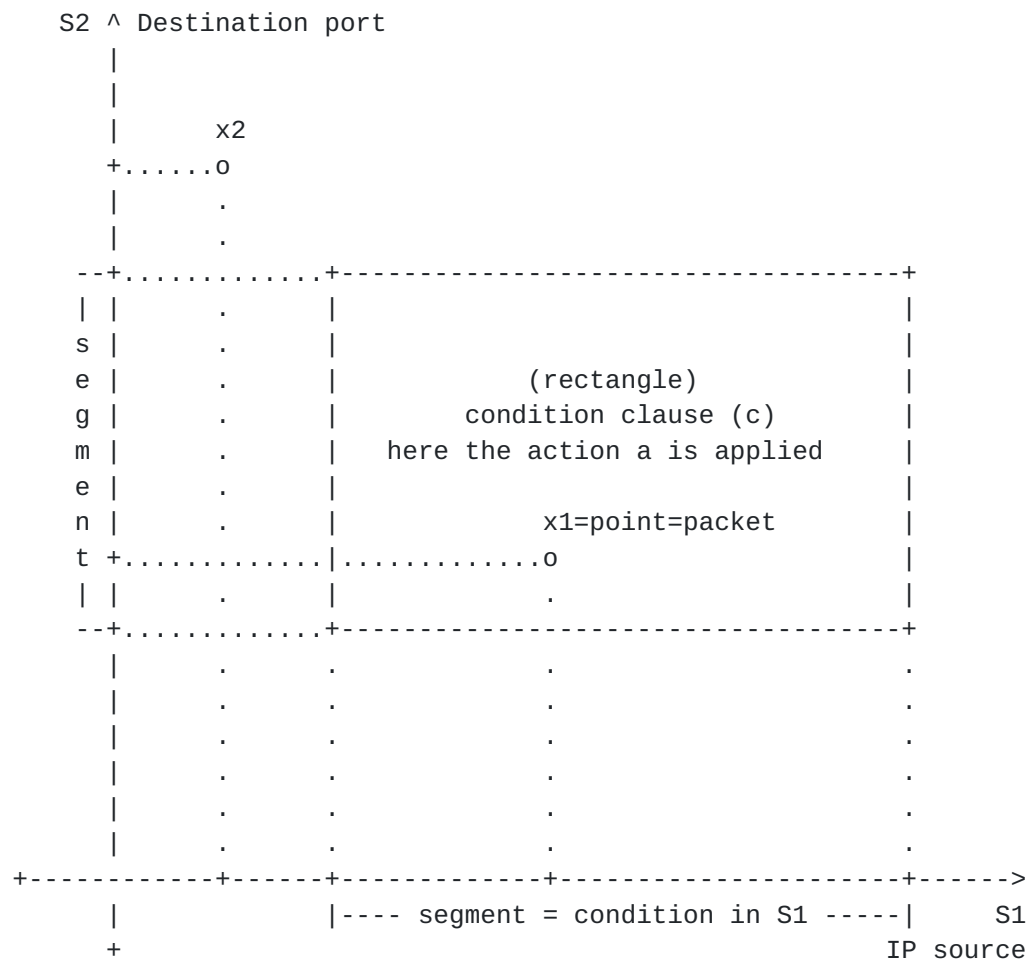 S2 ^ Destination port
|
|
| x2
+......o
| .
| .
--+.............+------------------------------------+
| | . | |
s | . | |
e | . | (rectangle) |
g | . | condition clause (c) |
m | . | here the action a is applied |
e | . | |
n | . | x1=point=packet |
t +.............|.............o |
| | . | . |
--+.............+------------------------------------+
| . . . .
| . . . .
| . . . .
| . . . .
| . . . .
| . . . .
+------------+------+-------------+----------------------+------>
| |---- segment = condition in S1 -----| S1
+ IP source